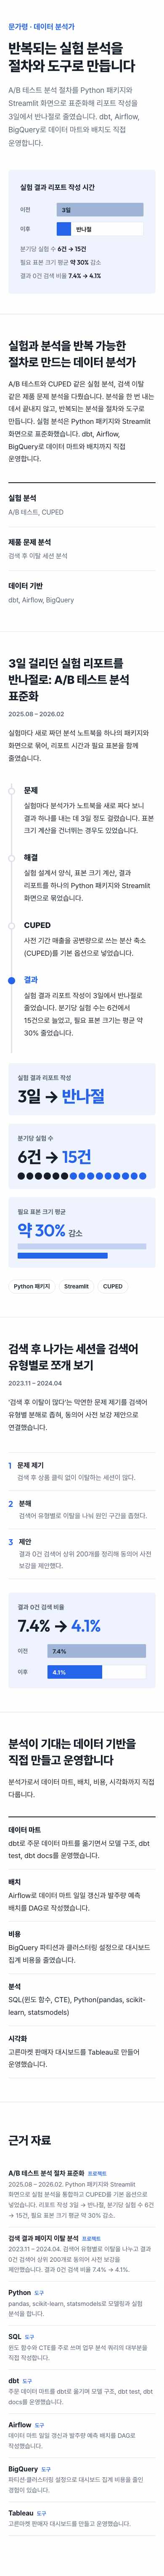 문가령 · 데이터 분석가
반복되는 실험 분석을
절차와 도구로 만듭니다
A/B 테스트 분석 절차를 Python 패키지와
Streamlit 화면으로 표준화해 리포트 작성을
3일에서 반나절로 줄였습니다. dbt, Airflow,
BigQuery로 데이터 마트와 배치도 직접
운영합니다.
실험 결과 리포트 작성 시간
이전
3일
이후
반나절
분기당 실험 수 6건 → 15건
필요 표본 크기 평균 약 30% 감소
결과 0건 검색 비율 7.4% → 4.1%
실험과 분석을 반복 가능한
절차로 만드는 데이터 분석가
A/B 테스트와 CUPED 같은 실험 분석, 검색 이탈
같은 제품 문제 분석을 다뤘습니다. 분석을 한 번 내는
데서 끝내지 않고, 반복되는 분석을 절차와 도구로
만듭니다. 실험 분석은 Python 패키지와 Streamlit
화면으로 표준화했습니다. dbt, Airflow,
BigQuery로 데이터 마트와 배치까지 직접
운영합니다.
실험 분석
A/B 테스트, CUPED
제품 문제 분석
검색 후 이탈 세션 분석
데이터 기반
dbt, Airflow, BigQuery
3일 걸리던 실험 리포트를
반나절로: A/B 테스트 분석
표준화
2025.08 – 2026.02
실험마다 새로 짜던 분석 노트북을 하나의 패키지와
화면으로 묶어, 리포트 시간과 필요 표본을 함께
줄였습니다.
문제
실험마다 분석가가 노트북을 새로 짜다 보니
결과 하나를 내는 데 3일 정도 걸렸습니다. 표본
크기 계산을 건너뛰는 경우도 있었습니다.
해결
실험 설계서 양식, 표본 크기 계산, 결과
리포트를 하나의 Python 패키지와 Streamlit
화면으로 묶었습니다.
CUPED
사전 기간 매출을 공변량으로 쓰는 분산 축소
(CUPED)를 기본 옵션으로 넣었습니다.
결과
실험 결과 리포트 작성이 3일에서 반나절로
줄었습니다. 분기당 실험 수는 6건에서
15건으로 늘었고, 필요 표본 크기는 평균 약
30% 줄었습니다.
실험 결과 리포트 작성
3일 → 반나절
분기당 실험 수
6건 → 15건
필요 표본 크기 평균
약 30% 감소
Python 패키지
Streamlit
CUPED
검색 후 나가는 세션을 검색어
유형별로 쪼개 보기
2023.11 – 2024.04
'검색 후 이탈이 많다'는 막연한 문제 제기를 검색어
유형별 분해로 좁혀, 동의어 사전 보강 제안으로
연결했습니다.
1 문제 제기
검색 후 상품 클릭 없이 이탈하는 세션이 많다.
2 분해
검색어 유형별로 이탈을 나눠 원인 구간을 좁혔다.
3 제안
결과 0건 검색어 상위 200개를 정리해 동의어 사전
보강을 제안했다.
결과 0건 검색 비율
7.4% → 4.1%
이전
7.4%
이후
4.1%
분석이 기대는 데이터 기반을
직접 만들고 운영합니다
분석가로서 데이터 마트, 배치, 비용, 시각화까지 직접
다룹니다.
데이터 마트
dbt로 주문 데이터 마트를 옮기면서 모델 구조, dbt
test, dbt docs를 운영했습니다.
배치
Airflow로 데이터 마트 일일 갱신과 발주량 예측
배치를 DAG로 작성했습니다.
비용
BigQuery 파티션과 클러스터링 설정으로 대시보드
집계 비용을 줄였습니다.
분석
SQL(윈도 함수, CTE), Python(pandas, scikit-
learn, statsmodels)
시각화
고른마켓 판매자 대시보드를 Tableau로 만들어
운영했습니다.
근거 자료
A/B 테스트 분석 절차 표준화 프로젝트
2025.08 – 2026.02. Python 패키지와 Streamlit
화면으로 실험 분석을 통합하고 CUPED를 기본 옵션으로
넣었습니다. 리포트 작성 3일 → 반나절, 분기당 실험 수 6건
→ 15건, 필요 표본 크기 평균 약 30% 감소.
검색 결과 페이지 이탈 분석 프로젝트
2023.11 – 2024.04. 검색어 유형별로 이탈을 나누고 결과
0건 검색어 상위 200개로 동의어 사전 보강을
제안했습니다. 결과 0건 검색 비율 7.4% → 4.1%.
Python 도구
pandas, scikit-learn, statsmodels로 모델링과 실험
분석을 합니다.
SQL 도구
윈도 함수와 CTE를 주로 쓰며 업무 분석 쿼리의 대부분을
직접 작성합니다.
dbt 도구
주문 데이터 마트를 dbt로 옮기며 모델 구조, dbt test, dbt
docs를 운영했습니다.
Airflow 도구
데이터 마트 일일 갱신과 발주량 예측 배치를 DAG로
작성했습니다.
BigQuery 도구
파티션·클러스터링 설정으로 대시보드 집계 비용을 줄인
경험이 있습니다.
Tableau 도구
고른마켓 판매자 대시보드를 만들고 운영했습니다.